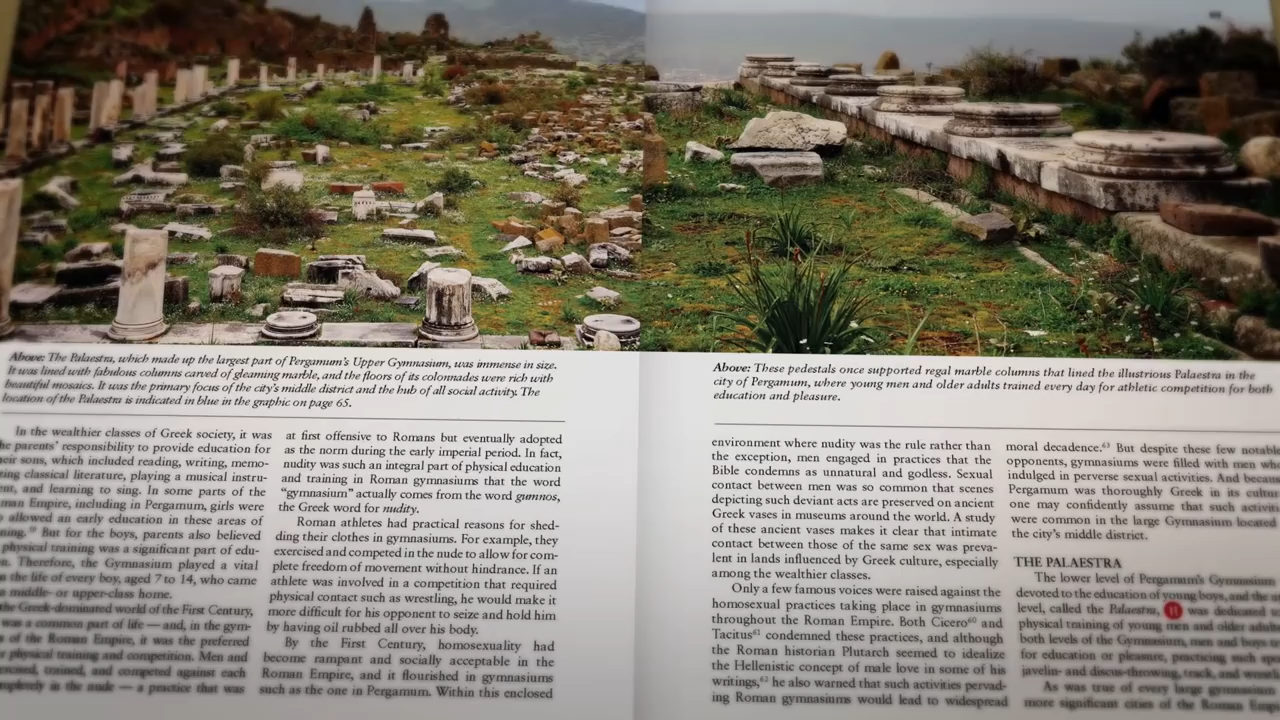 Above: The Palaestra, which made up the largest part of Pergamum's Upper Gymnasium, was immense in size.
It was lined with fabulous columns carved of gleaming marble, and the floors of its colonnades were rich with
beautiful mosaics. It was the primary focus of the city's middle district and the hub of all social activity. The
location of the Palaestra is indicated in blue in the graphic on page 65.
In the wealthier classes of Greek society, it was
parents' responsibility to provide education for
sons, which included reading, writing, memo-
classical literature, playing a musical instru-
and learning to sing. In some parts of the
Empire, including in Pergamum, girls were
allowed an early education in these areas of
But for the boys, parents also believed
physical training was a significant part of edu-
Therefore, the Gymnasium played a vital
the life of every boy, aged 7 to 14, who came
middle- or upper-class home.
the Greek-dominated world of the First Century,
was a common part of life — and, in the gym-
of the Roman Empire, it was the preferred
physical training and competition. Men and
trained, and competed against each
in the nude — a practice that was
at first offensive to Romans but eventually adopted
as the norm during the early imperial period. In fact,
nudity was such an integral part of physical education
and training in Roman gymnasiums that the word
"gymnasium" actually comes from the word gumnos,
the Greek word for nudity.
Roman athletes had practical reasons for shed-
ding their clothes in gymnasiums. For example, they
exercised and competed in the nude to allow for com-
plete freedom of movement without hindrance. If an
athlete was involved in a competition that required
physical contact such as wrestling, he would make it
more difficult for his opponent to seize and hold him
by having oil rubbed all over his body.
By the First Century, homosexuality had
become rampant and socially acceptable in the
Roman Empire, and it flourished in gymnasiums
such as the one in Pergamum. Within this enclosed
Above: These pedestals once supported regal marble columns that lined the illustrious Palaestra in the
city of Pergamum, where young men and older adults trained every day for athletic competition for both
education and pleasure.
environment where nudity was the rule rather than
the exception, men engaged in practices that the
Bible condemns as unnatural and godless. Sexual
contact between men was so common that scenes
depicting such deviant acts are preserved on ancient
Greek vases in museums around the world. A study
of these ancient vases makes it clear that intimate
contact between those of the same sex was preva-
lent in lands influenced by Greek culture, especially
among the wealthier classes.
Only a few famous voices were raised against the
homosexual practices taking place in gymnasiums
throughout the Roman Empire. Both Cicero⁶⁰ and
Tacitus⁶¹ condemned these practices, and although
the Roman historian Plutarch seemed to idealize
the Hellenistic concept of male love in some of his
writings,⁶² he also warned that such activities pervad-
ing Roman gymnasiums would lead to widespread
moral decadence.⁶³ But despite these few notable
opponents, gymnasiums were filled with men who
indulged in perverse sexual activities. And because
Pergamum was thoroughly Greek in its culture
one may confidently assume that such activities
were common in the large Gymnasium located
the city's middle district.
THE PALAESTRA
The lower level of Pergamum's Gymnasium
devoted to the education of young boys, and the
level, called the Palaestra, 11 was dedicated
physical training of young men and older adults
both levels of the Gymnasium, men and boys
for education or pleasure, practicing such
javelin- and discus-throwing, track, and
As was true of every large gymnasium
more significant cities of the Roman